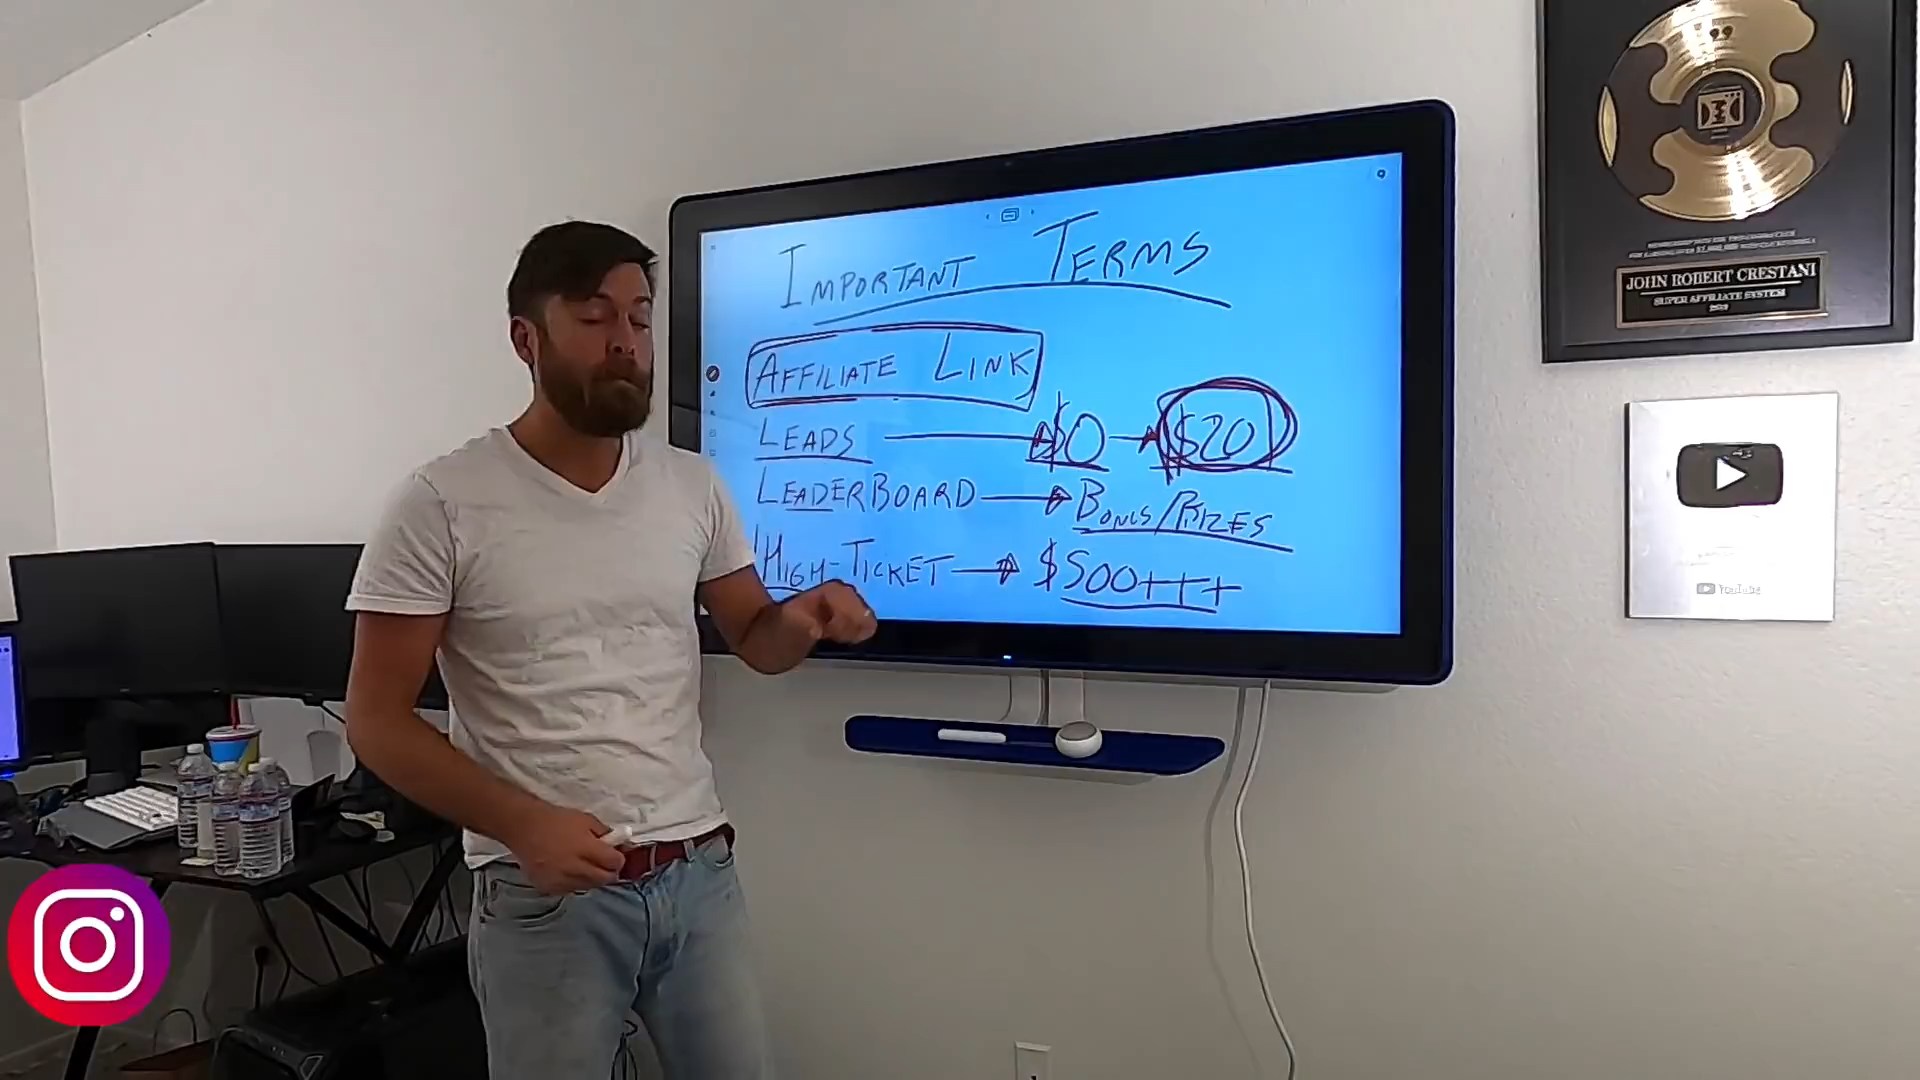 IMPORTANT TERMS
AFFILIATE LINK
LEADS $0 $20
LEADERBOARD BONUS/PRIZES
HIGH-TICKET $500+++
JOHN ROBERT CRESTANI
SUPER AFFILIATE SYSTEM
YouTube